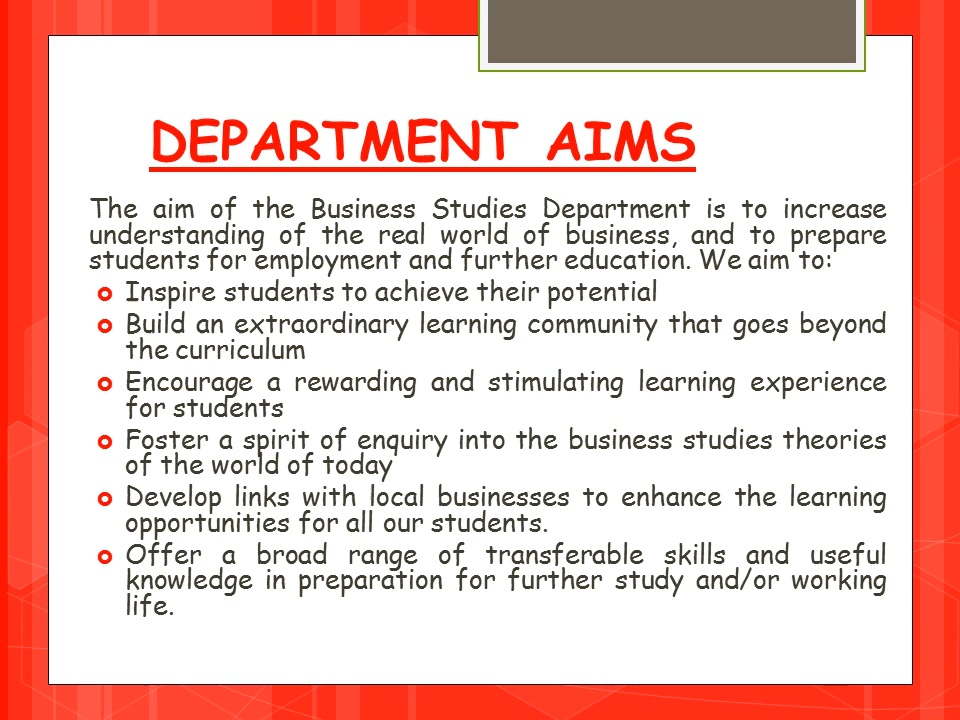 DEPARTMENT AIMS
The aim of the Business Studies Department is to increase
understanding of the real world of business, and to prepare
students for employment and further education. We aim to:
Inspire students to achieve their potential
Build an extraordinary learning community that goes beyond
the curriculum
Encourage a rewarding and stimulating learning experience
for students
Foster a spirit of enquiry into the business studies theories
of the world of today
Develop links with local businesses to enhance the learning
opportunities for all our students.
Offer a broad range of transferable skills and useful
knowledge in preparation for further study and/or working
life.